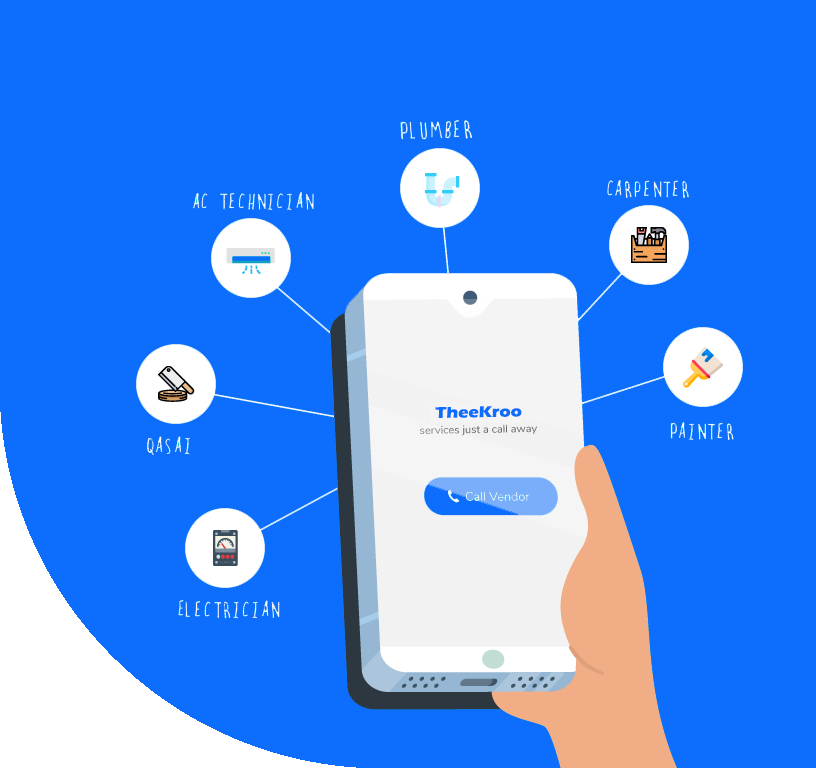 PLUMBER
AC TECHNICIAN
CARPENTER
QASAI
PAINTER
ELECTRICIAN
TheeKroo
services just a call away
Call Vendor